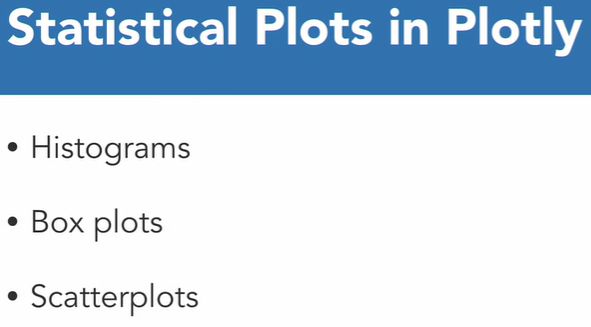 Statistical Plots in Plotly
• Histograms
• Box plots
• Scatterplots